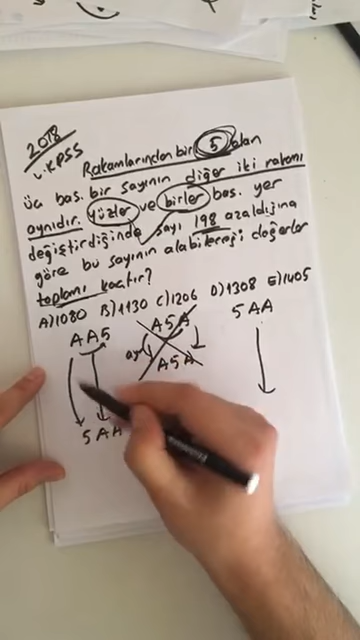 2018
KPSS
Rakamlarından biri 5 olan
üç bas. bir sayının diğer iki rakamı
aynıdır. Yüzler ve birler bas. yer
değiştirdiğinde sayı 198 azaldığına
göre bu sayının alabileceği değerler
toplamı kaçtır?
A)1080 B)1130 C)1206 D)1308 E)1405
AA5 A5A 5AA
5AA A5A